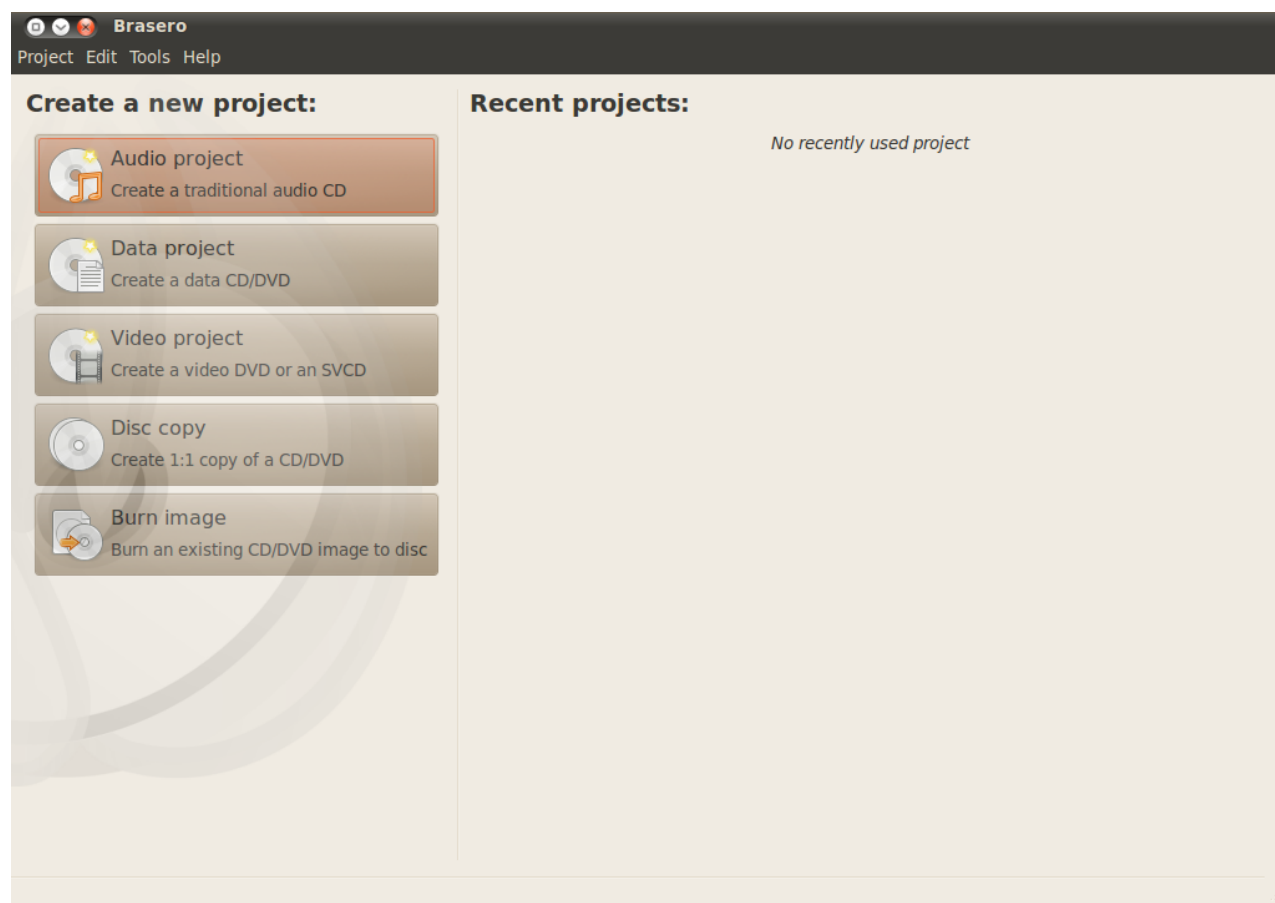 Brasero
Project Edit Tools Help
Create a new project:
Audio project
Create a traditional audio CD
Data project
Create a data CD/DVD
Video project
Create a video DVD or an SVCD
Disc copy
Create 1:1 copy of a CD/DVD
Burn image
Burn an existing CD/DVD image to disc
Recent projects:
No recently used project